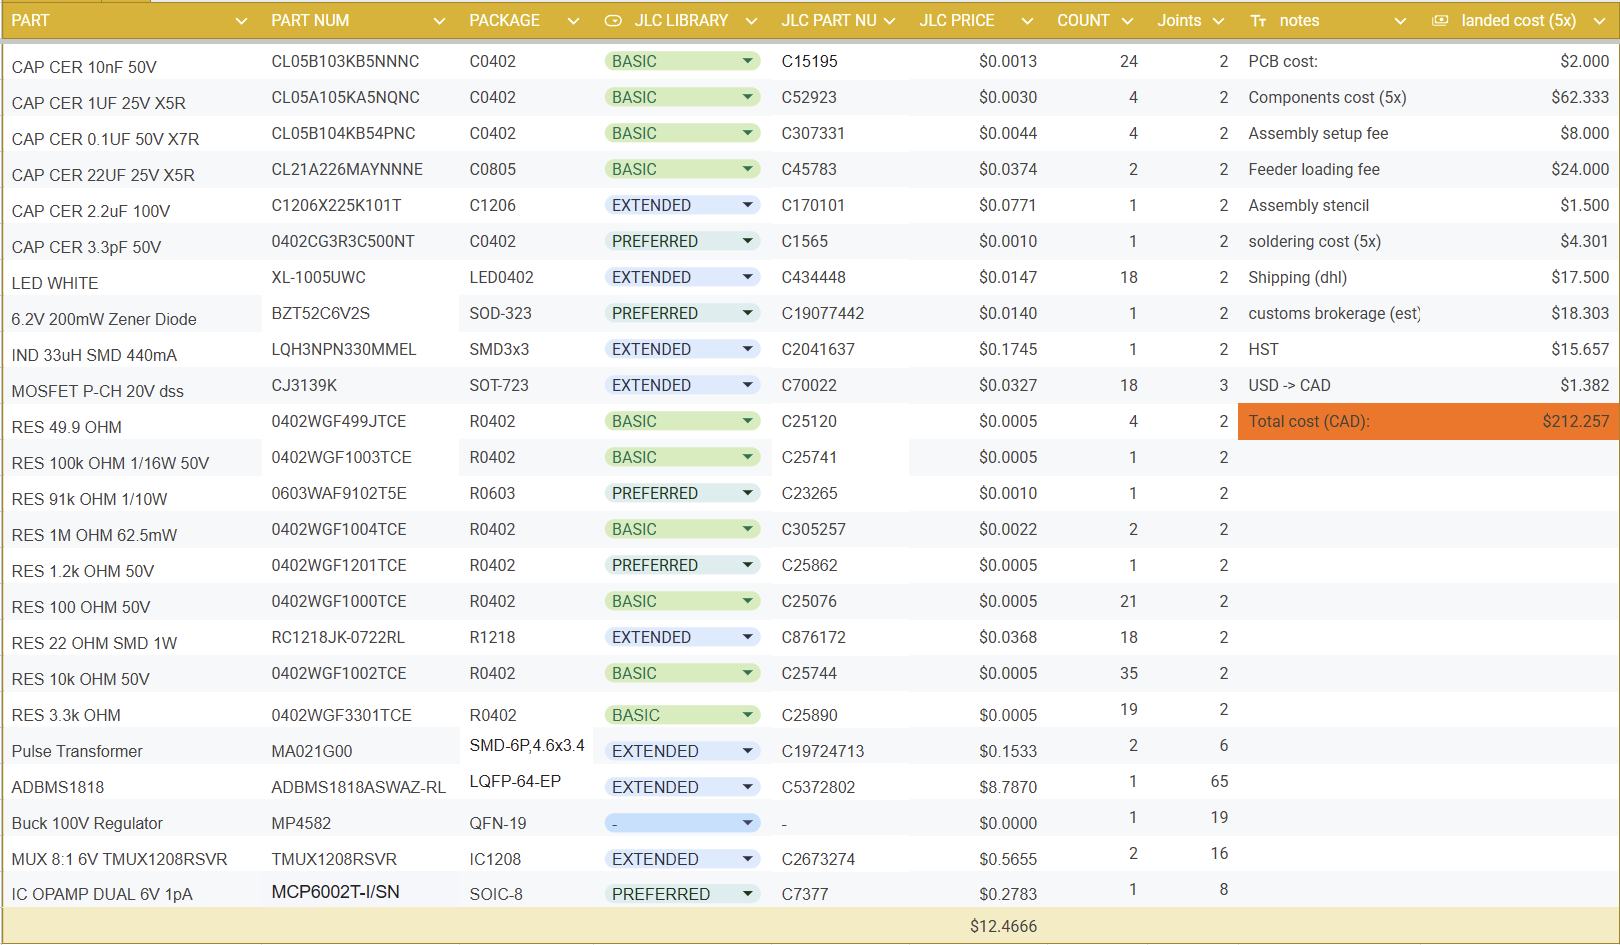 PART PART NUM PACKAGE JLC LIBRARY JLC PART NU JLC PRICE COUNT Joints Tт notes landed cost (5x)
CAP CER 10nF 50V CL05B103KB5NNNC C0402 BASIC C15195 $0.0013 24 2 PCB cost: $2.000
CAP CER 1UF 25V X5R CL05A105KA5NQNC C0402 BASIC C52923 $0.0030 4 2 Components cost (5x) $62.333
CAP CER 0.1UF 50V X7R CL05B104KB54PNC C0402 BASIC C307331 $0.0044 4 2 Assembly setup fee $8.000
CAP CER 22UF 25V X5R CL21A226MAYNNNE C0805 BASIC C45783 $0.0374 2 2 Feeder loading fee $24.000
CAP CER 2.2uF 100V C1206X225K101T C1206 EXTENDED C170101 $0.0771 1 2 Assembly stencil $1.500
CAP CER 3.3pF 50V 0402CG3R3C500NT C0402 PREFERRED C1565 $0.0010 1 2 soldering cost (5x) $4.301
LED WHITE XL-1005UWC LED0402 EXTENDED C434448 $0.0147 18 2 Shipping (dhl) $17.500
6.2V 200mW Zener Diode BZT52C6V2S SOD-323 PREFERRED C19077442 $0.0140 1 2 customs brokerage (est) $18.303
IND 33uH SMD 440mA LQH3NPN330MMEL SMD3x3 EXTENDED C2041637 $0.1745 1 2 HST $15.657
MOSFET P-CH 20V dss CJ3139K SOT-723 EXTENDED C70022 $0.0327 18 3 USD -> CAD $1.382
RES 49.9 OHM 0402WGF499JTCE R0402 BASIC C25120 $0.0005 4 2 Total cost (CAD): $212.257
RES 100k OHM 1/16W 50V 0402WGF1003TCE R0402 BASIC C25741 $0.0005 1 2
RES 91k OHM 1/10W 0603WAF9102T5E R0603 PREFERRED C23265 $0.0010 1 2
RES 1M OHM 62.5mW 0402WGF1004TCE R0402 BASIC C305257 $0.0022 2 2
RES 1.2k OHM 50V 0402WGF1201TCE R0402 PREFERRED C25862 $0.0005 1 2
RES 100 OHM 50V 0402WGF1000TCE R0402 BASIC C25076 $0.0005 21 2
RES 22 OHM SMD 1W RC1218JK-0722RL R1218 EXTENDED C876172 $0.0368 18 2
RES 10k OHM 50V 0402WGF1002TCE R0402 BASIC C25744 $0.0005 35 2
RES 3.3k OHM 0402WGF3301TCE R0402 BASIC C25890 $0.0005 19 2
Pulse Transformer MA021G00 SMD-6P,4.6x3.4 EXTENDED C19724713 $0.1533 2 6
ADBMS1818 ADBMS1818ASWAZ-RL LQFP-64-EP EXTENDED C5372802 $8.7870 1 65
Buck 100V Regulator MP4582 QFN-19 - - $0.0000 1 19
MUX 8:1 6V TMUX1208RSVR TMUX1208RSVR IC1208 EXTENDED C2673274 $0.5655 2 16
IC OPAMP DUAL 6V 1pA MCP6002T-I/SN SOIC-8 PREFERRED C7377 $0.2783 1 8
$12.4666